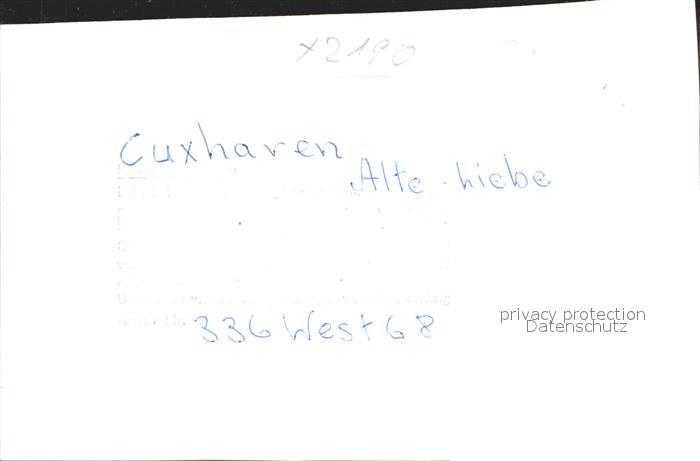 x2190
Cuxhaven
Alte - Liebe
336 West 68
privacy protection
Datenschutz